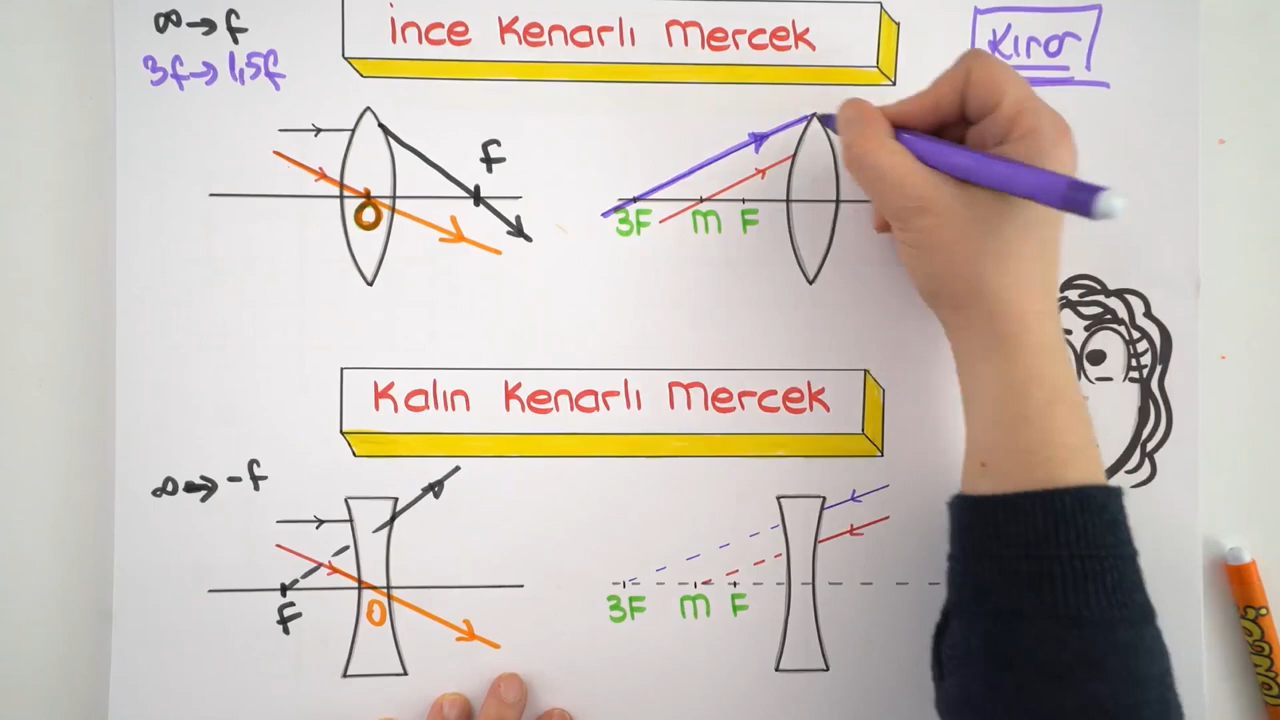 ∞→f
3f→1,5f
İnce Kenarlı Mercek
Kırar
F
O
3F M F
Kalın Kenarlı Mercek
∞→-f
F
O
3F M F